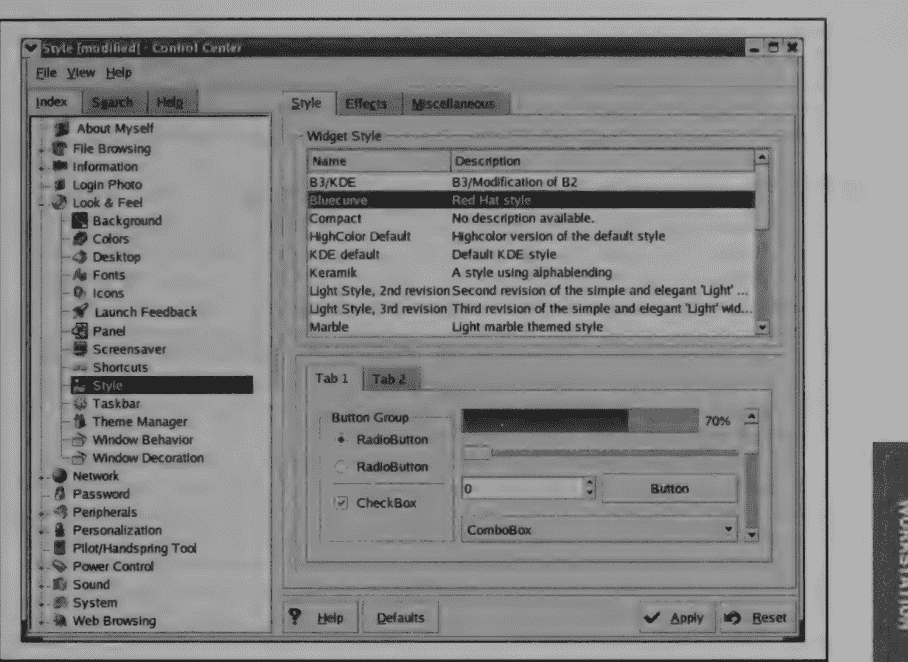 Style [modified] - Control Center
File View Help
Index Search Help
About Myself
File Browsing
Information
Login Photo
Look & Feel
Background
Colors
Desktop
Fonts
Icons
Launch Feedback
Panel
Screensaver
Shortcuts
Style
Taskbar
Theme Manager
Window Behavior
Window Decoration
Network
Password
Peripherals
Personalization
Pilot/Handspring Tool
Power Control
Sound
System
Web Browsing
Style Effects Miscellaneous
Widget Style
Name Description
B3/KDE B3/Modification of B2
Bluecurve Red Hat style
Compact No description available.
HighColor Default Highcolor version of the default style
KDE default Default KDE style
Keramik A style using alphablending
Light Style, 2nd revision Second revision of the simple and elegant 'Light' ...
Light Style, 3rd revision Third revision of the simple and elegant 'Light' wid...
Marble Light marble themed style
Tab 1 Tab 2
Button Group
RadioButton
RadioButton
CheckBox
70%
0 Button
ComboBox
? Help Defaults Apply Reset
WORKSTATION